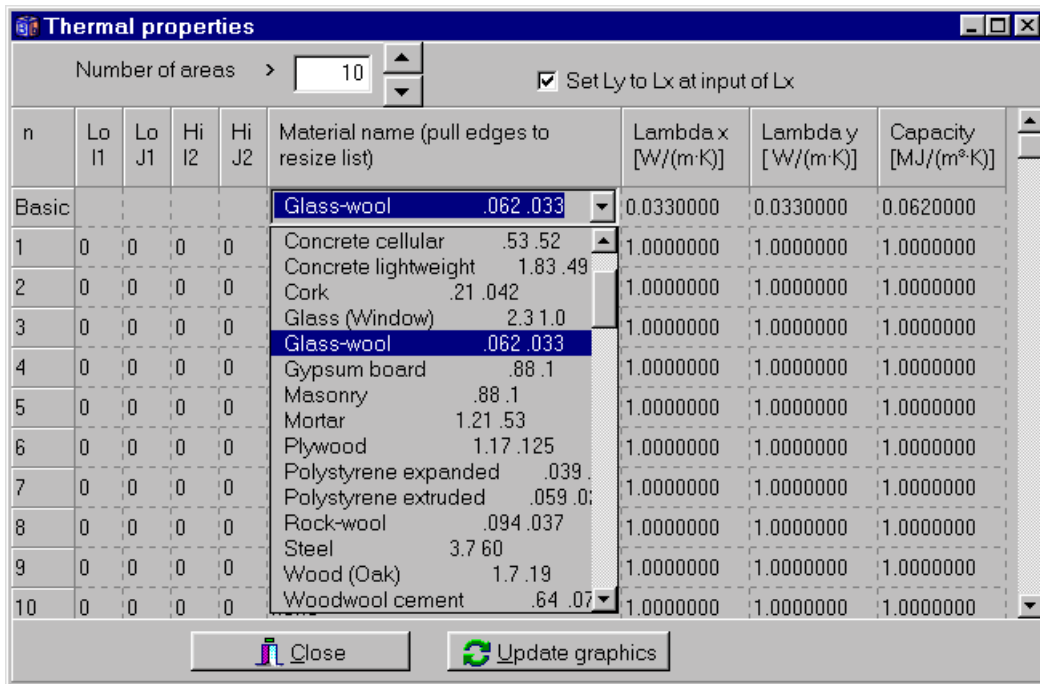 Thermal properties
Number of areas > 10
Set Ly to Lx at input of Lx
n Lo I1 Lo J1 Hi I2 Hi J2 Material name (pull edges to resize list) Lambda x [W/(m·K)] Lambda y [W/(m·K)] Capacity [MJ/(m³·K)]
Basic Glass-wool .062 .033 0.0330000 0.0330000 0.0620000
1 0 0 0 0 1.0000000 1.0000000 1.0000000
2 0 0 0 0 1.0000000 1.0000000 1.0000000
3 0 0 0 0 1.0000000 1.0000000 1.0000000
4 0 0 0 0 1.0000000 1.0000000 1.0000000
5 0 0 0 0 1.0000000 1.0000000 1.0000000
6 0 0 0 0 1.0000000 1.0000000 1.0000000
7 0 0 0 0 1.0000000 1.0000000 1.0000000
8 0 0 0 0 1.0000000 1.0000000 1.0000000
9 0 0 0 0 1.0000000 1.0000000 1.0000000
10 0 0 0 0 1.0000000 1.0000000 1.0000000
Concrete cellular .53 .52
Concrete lightweight 1.83 .49
Cork .21 .042
Glass (Window) 2.3 1.0
Glass-wool .062 .033
Gypsum board .88 .1
Masonry .88 .1
Mortar 1.21 .53
Plywood 1.17 .125
Polystyrene expanded .039
Polystyrene extruded .059
Rock-wool .094 .037
Steel 3.7 60
Wood (Oak) 1.7 .19
Woodwool cement .64 .07
Close
Update graphics